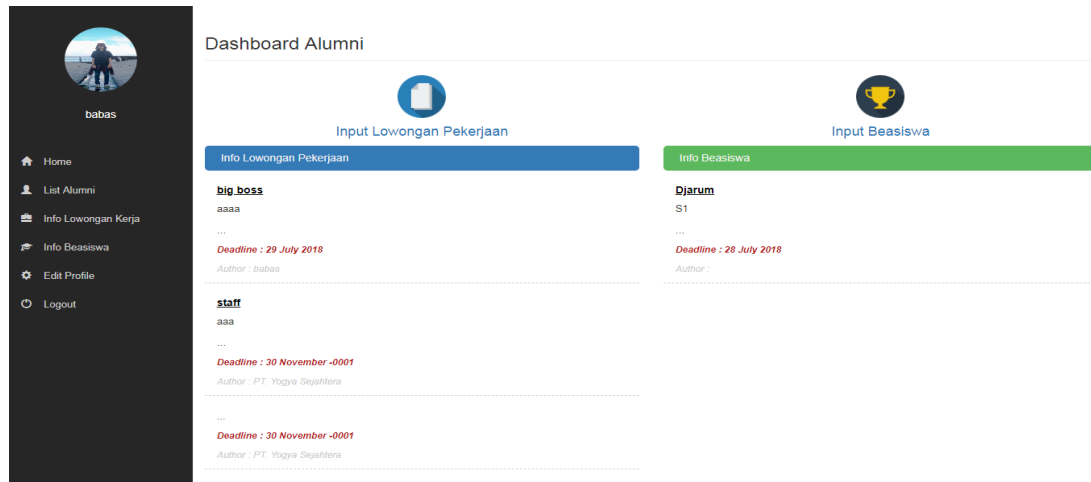 babas
Home
List Alumni
Info Lowongan Kerja
Info Beasiswa
Edit Profile
Logout
Dashboard Alumni
Input Lowongan Pekerjaan
Info Lowongan Pekerjaan
big boss
aaaa
...
Deadline : 29 July 2018
Author : babas
staff
aaa
...
Deadline : 30 November -0001
Author : PT. Yogya Sejahtera
...
Deadline : 30 November -0001
Author : PT. Yogya Sejahtera
Input Beasiswa
Info Beasiswa
Djarum
S1
...
Deadline : 28 July 2018
Author :